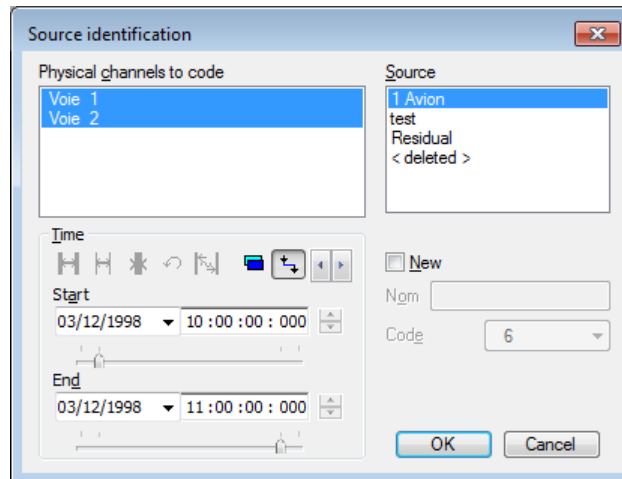 Source identification
Physical channels to code
Voie 1
Voie 2
Source
1 Avion
test
Residual
< deleted >
Time
Start
03/12/1998 10:00:00:000
End
03/12/1998 11:00:00:000
New
Nom
Code 6
OK Cancel